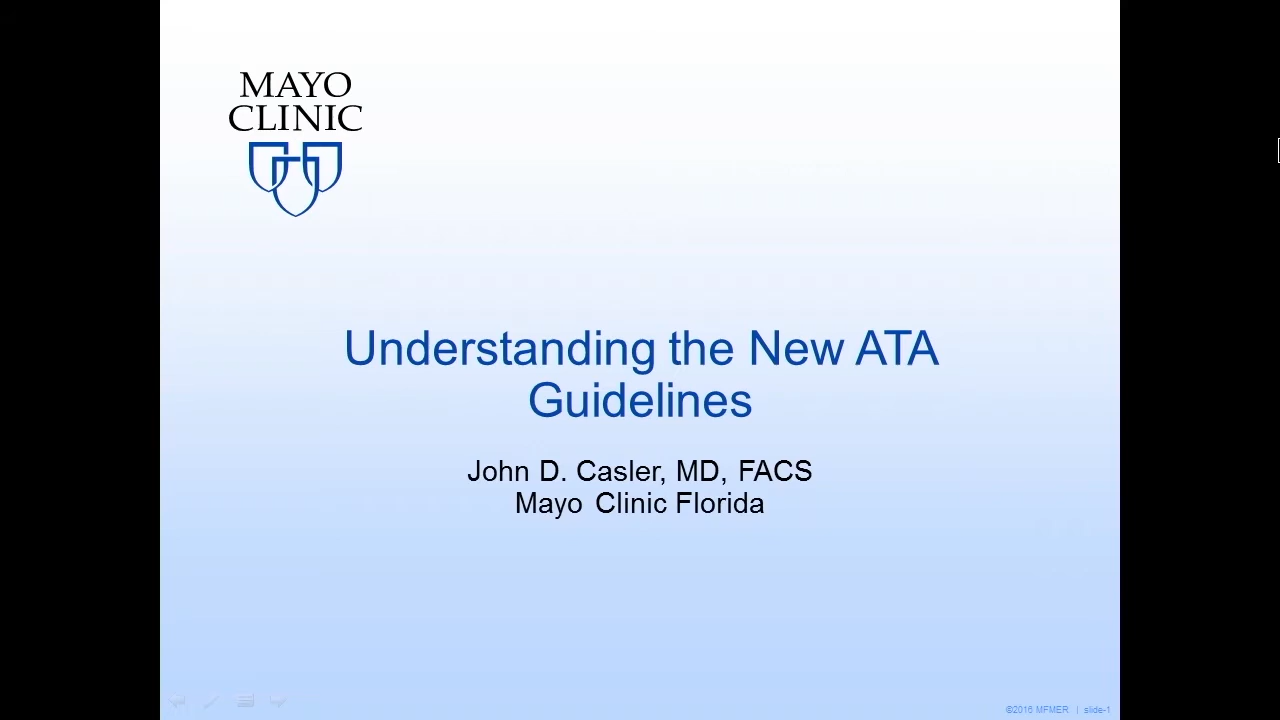 MAYO
CLINIC
Understanding the New ATA
Guidelines
John D. Casler, MD, FACS
Mayo Clinic Florida
©2016 MFMER | slide-1